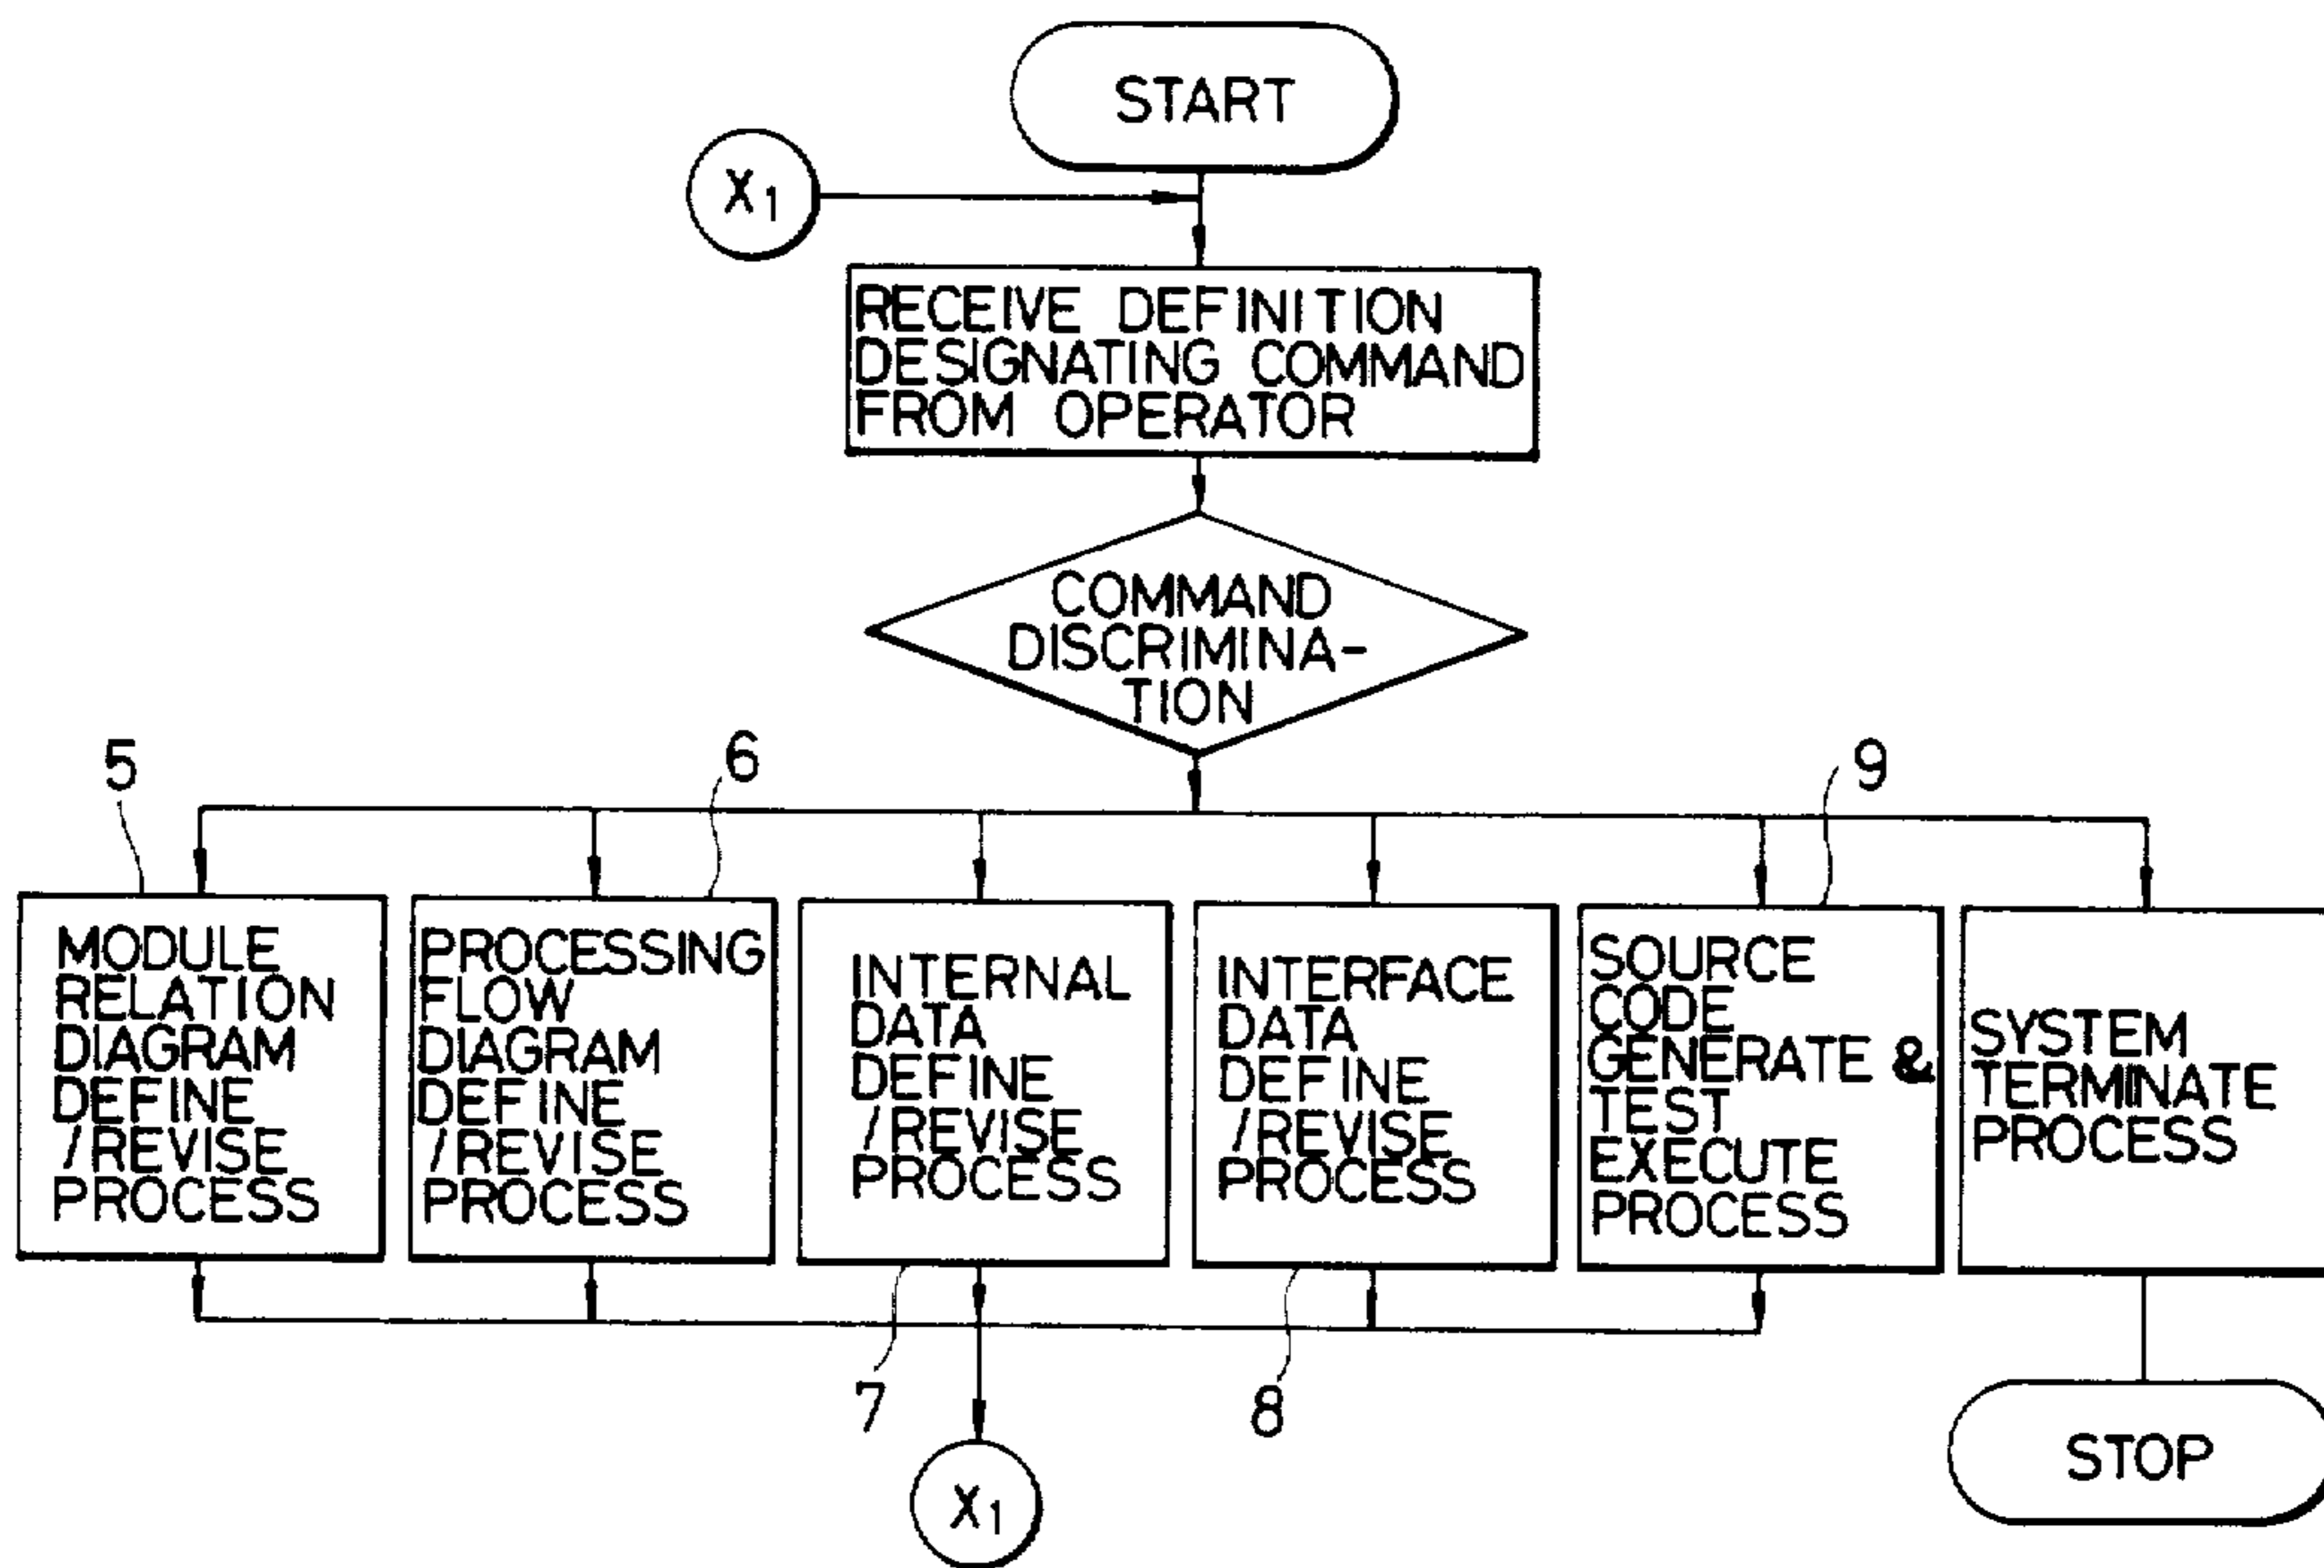 START
X1
RECEIVE DEFINITION
DESIGNATING COMMAND
FROM OPERATOR
COMMAND
DISCRIMINA-
TION
5
6
9
MODULE
RELATION
DIAGRAM
DEFINE
/REVISE
PROCESS
PROCESSING
FLOW
DIAGRAM
DEFINE
/REVISE
PROCESS
INTERNAL
DATA
DEFINE
/REVISE
PROCESS
INTERFACE
DATA
DEFINE
/REVISE
PROCESS
SOURCE
CODE
GENERATE &
TEST
EXECUTE
PROCESS
SYSTEM
TERMINATE
PROCESS
7
8
X1
STOP